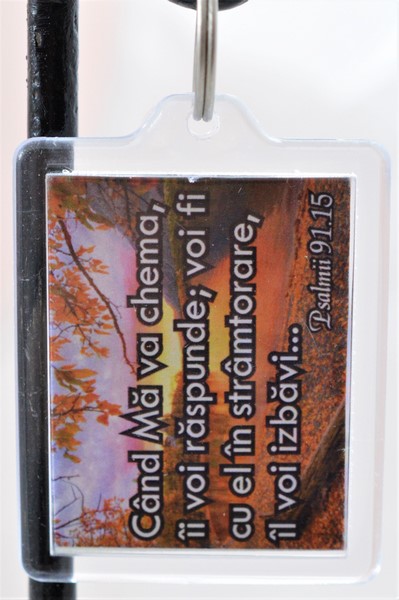 Când Mă va chema,
îi voi răspunde; voi fi
cu el în strâmtorare,
îl voi izbăvi...
Psalmii 91.15